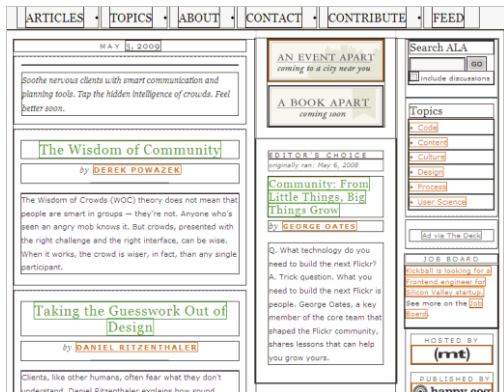 ARTICLES • TOPICS • ABOUT • CONTACT • CONTRIBUTE • FEED
MAY 5, 2009
Soothe nervous clients with smart communication and
planning tools. Tap the hidden intelligence of crowds. Feel
better soon.
The Wisdom of Community
by DEREK POWAZEK
The Wisdom of Crowds (WOC) theory does not mean that
people are smart in groups — they're not. Anyone who's
seen an angry mob knows it. But crowds, presented with
the right challenge and the right interface, can be wise.
When it works, the crowd is wiser, in fact, than any single
participant.
Taking the Guesswork Out of
Design
by DANIEL RITZENTHALER
Clients, like other humans, often fear what they don't
understand. Daniel Ritzenthaler explains how sound
AN EVENT APART
coming to a city near you
A BOOK APART
coming soon
EDITOR'S CHOICE
originally ran: May 6, 2008
Community: From
Little Things, Big
Things Grow
by GEORGE OATES
Q. What technology do you
need to build the next Flickr?
A. Trick question. What you
need to build the next Flickr is
people. George Oates, a key
member of the core team that
shaped the Flickr community,
shares lessons that can help
you grow yours.
Search ALA
GO
include discussions
Topics
• Code
• Content
• Culture
• Design
• Process
• User Science
Ad via The Deck
JOB BOARD
Kickball is looking for a
Frontend engineer for
Silicon Valley startup.
See more on the Job
Board.
HOSTED BY
(mt)
PUBLISHED BY
happy cog